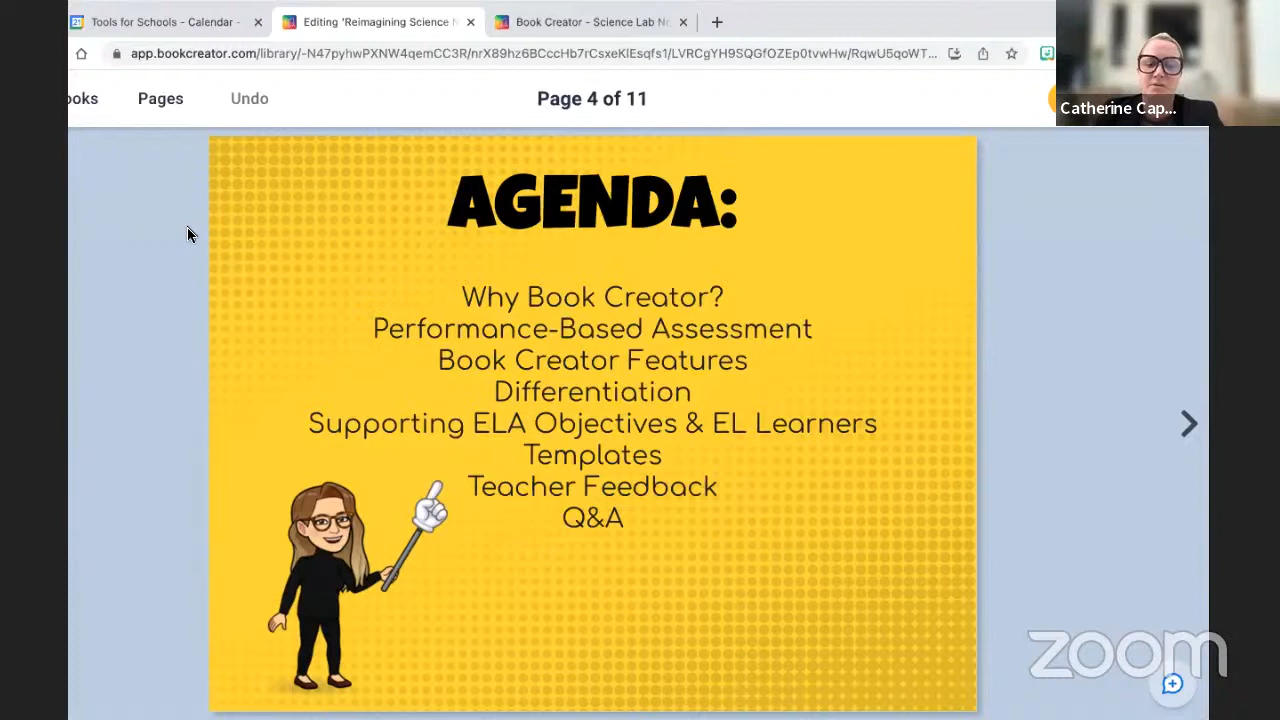 Tools for Schools - Calendar -
Editing 'Reimagining Science N
Book Creator - Science Lab No
app.bookcreator.com/library/-N47pyhwPXNW4qemCC3R/nrX89hz6BCccHb7rCsxeKlEsqfs1/LVRCgYH9SQGfOZEp0tvwHw/RqwU5qoWT...
ooks
Pages
Undo
Page 4 of 11
Catherine Cap...
AGENDA:
Why Book Creator?
Performance-Based Assessment
Book Creator Features
Differentiation
Supporting ELA Objectives & EL Learners
Templates
Teacher Feedback
Q&A
zoom